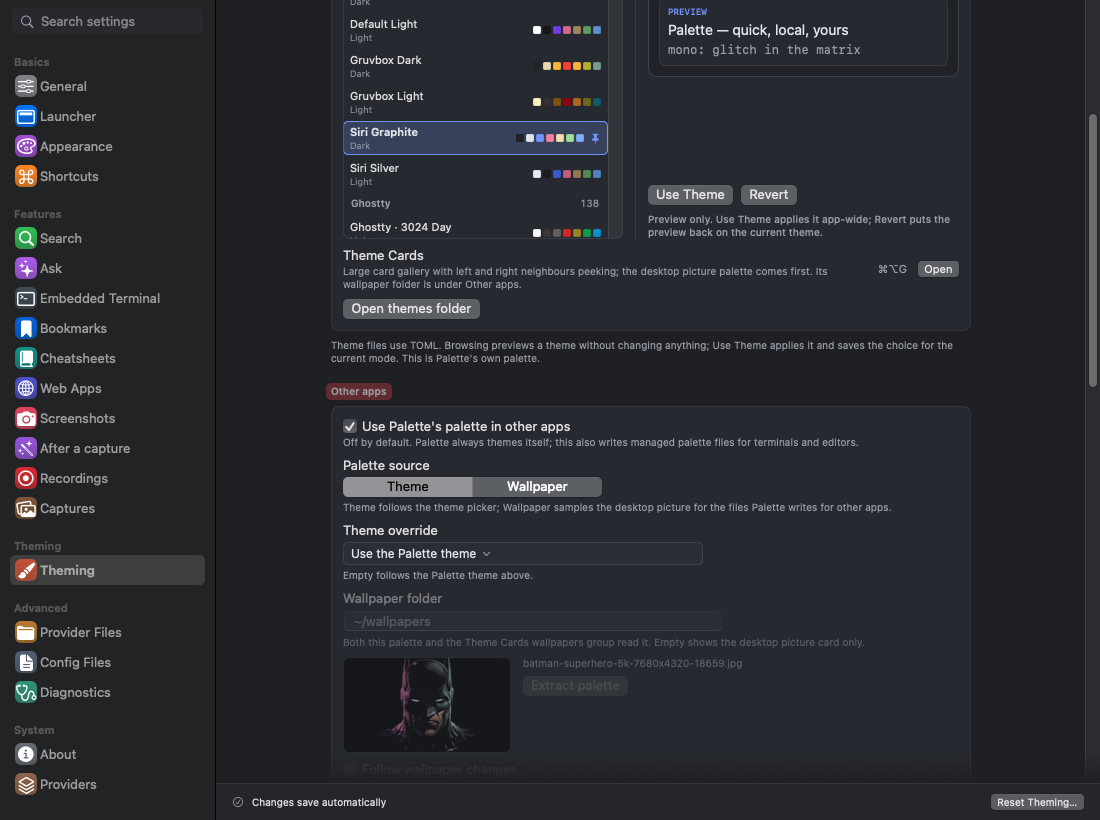 Search settings
Basics
General
Launcher
Appearance
Shortcuts
Features
Search
Ask
Embedded Terminal
Bookmarks
Cheatsheets
Web Apps
Screenshots
After a capture
Recordings
Captures
Theming
Theming
Advanced
Provider Files
Config Files
Diagnostics
System
About
Providers
Dark
Default Light
Light
Gruvbox Dark
Dark
Gruvbox Light
Light
Siri Graphite
Dark
Siri Silver
Light
Ghostty 138
Ghostty · 3024 Day
PREVIEW
Palette — quick, local, yours
mono: glitch in the matrix
Use Theme Revert
Preview only. Use Theme applies it app-wide; Revert puts the
preview back on the current theme.
Theme Cards
Large card gallery with left and right neighbours peeking; the desktop picture palette comes first. Its
wallpaper folder is under Other apps.
⌘⌥G Open
Open themes folder
Theme files use TOML. Browsing previews a theme without changing anything; Use Theme applies it and saves the choice for the
current mode. This is Palette's own palette.
Other apps
Use Palette's palette in other apps
Off by default. Palette always themes itself; this also writes managed palette files for terminals and editors.
Palette source
Theme Wallpaper
Theme follows the theme picker; Wallpaper samples the desktop picture for the files Palette writes for other apps.
Theme override
Use the Palette theme
Empty follows the Palette theme above.
Wallpaper folder
~/wallpapers
Both this palette and the Theme Cards wallpapers group read it. Empty shows the desktop picture card only.
batman-superhero-5k-7680x4320-18659.jpg
Extract palette
Follow wallpaper changes
Changes save automatically
Reset Theming...